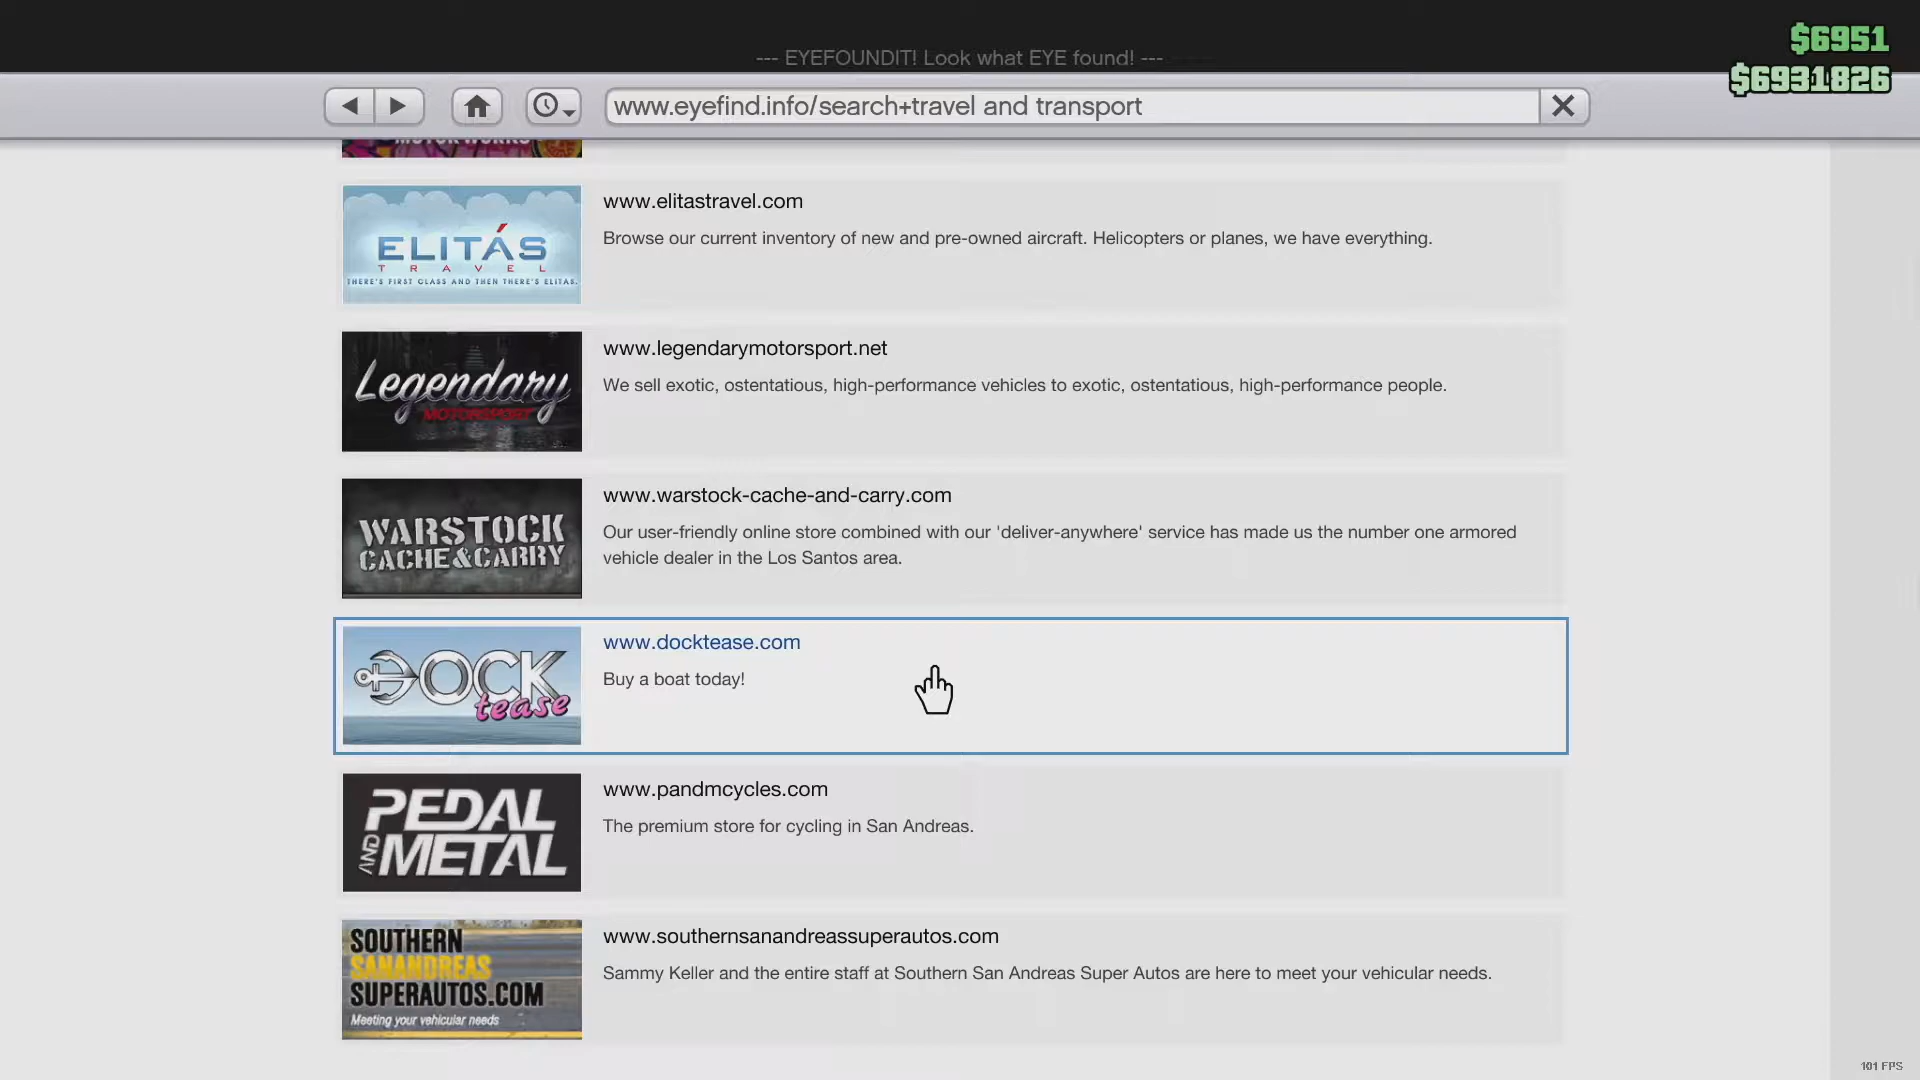 $6951
--- EYEFOUNDIT! Look what EYE found! ---
$6931826
www.eyefind.info/search+travel and transport
MOTORWORKS
www.elitastravel.com
ELITÁS
TRAVEL
THERE'S FIRST CLASS AND THEN THERE'S ELITAS.
Browse our current inventory of new and pre-owned aircraft. Helicopters or planes, we have everything.
www.legendarymotorsport.net
Legendary
MOTORSPORT
We sell exotic, ostentatious, high-performance vehicles to exotic, ostentatious, high-performance people.
www.warstock-cache-and-carry.com
WARSTOCK
CACHE&CARRY
Our user-friendly online store combined with our 'deliver-anywhere' service has made us the number one armored
vehicle dealer in the Los Santos area.
www.docktease.com
DOCK
tease
Buy a boat today!
www.pandmcycles.com
PEDAL
AND
METAL
The premium store for cycling in San Andreas.
www.southernsanandreassuperautos.com
SOUTHERN
SANANDREAS
SUPERAUTOS.COM
Meeting your vehicular needs
Sammy Keller and the entire staff at Southern San Andreas Super Autos are here to meet your vehicular needs.
101 FPS